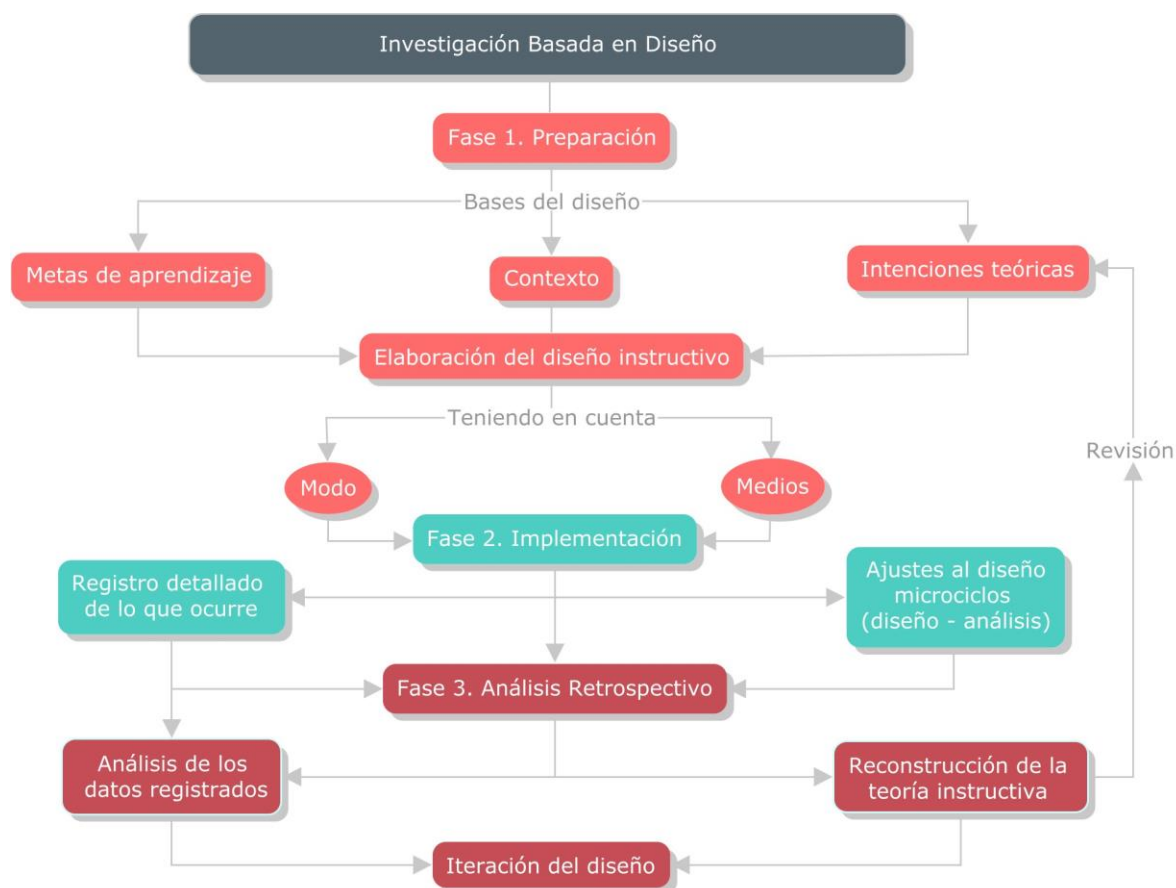 Investigación Basada en Diseño
Fase 1. Preparación
Bases del diseño
Metas de aprendizaje
Contexto
Intenciones teóricas
Elaboración del diseño instructivo
Teniendo en cuenta
Revisión
Modo
Medios
Fase 2. Implementación
Registro detallado
de lo que ocurre
Ajustes al diseño
microciclos
(diseño - análisis)
Fase 3. Análisis Retrospectivo
Análisis de los
datos registrados
Reconstrucción de la
teoría instructiva
Iteración del diseño